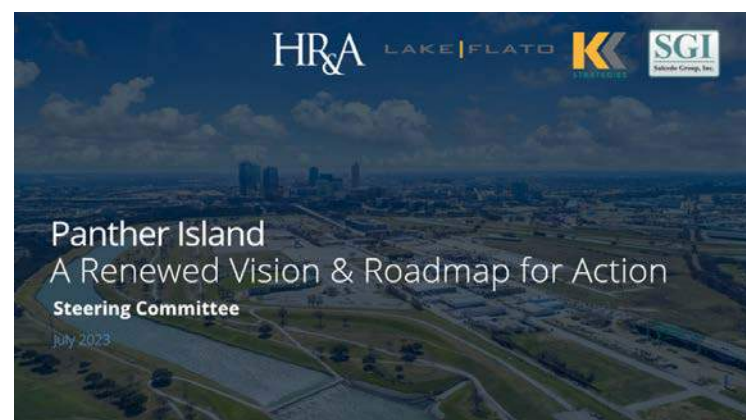 HR&A LAKE|FLATO K STRATEGIES SGI Salcedo Group, Inc.
Panther Island
A Renewed Vision & Roadmap for Action
Steering Committee
July 2023